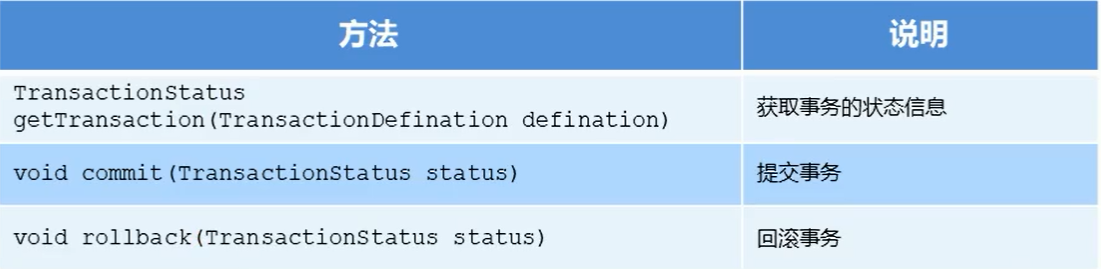 方法
说明
TransactionStatus
getTransaction(TransactionDefination defination)
获取事务的状态信息
void commit(TransactionStatus status)
提交事务
void rollback(TransactionStatus status)
回滚事务